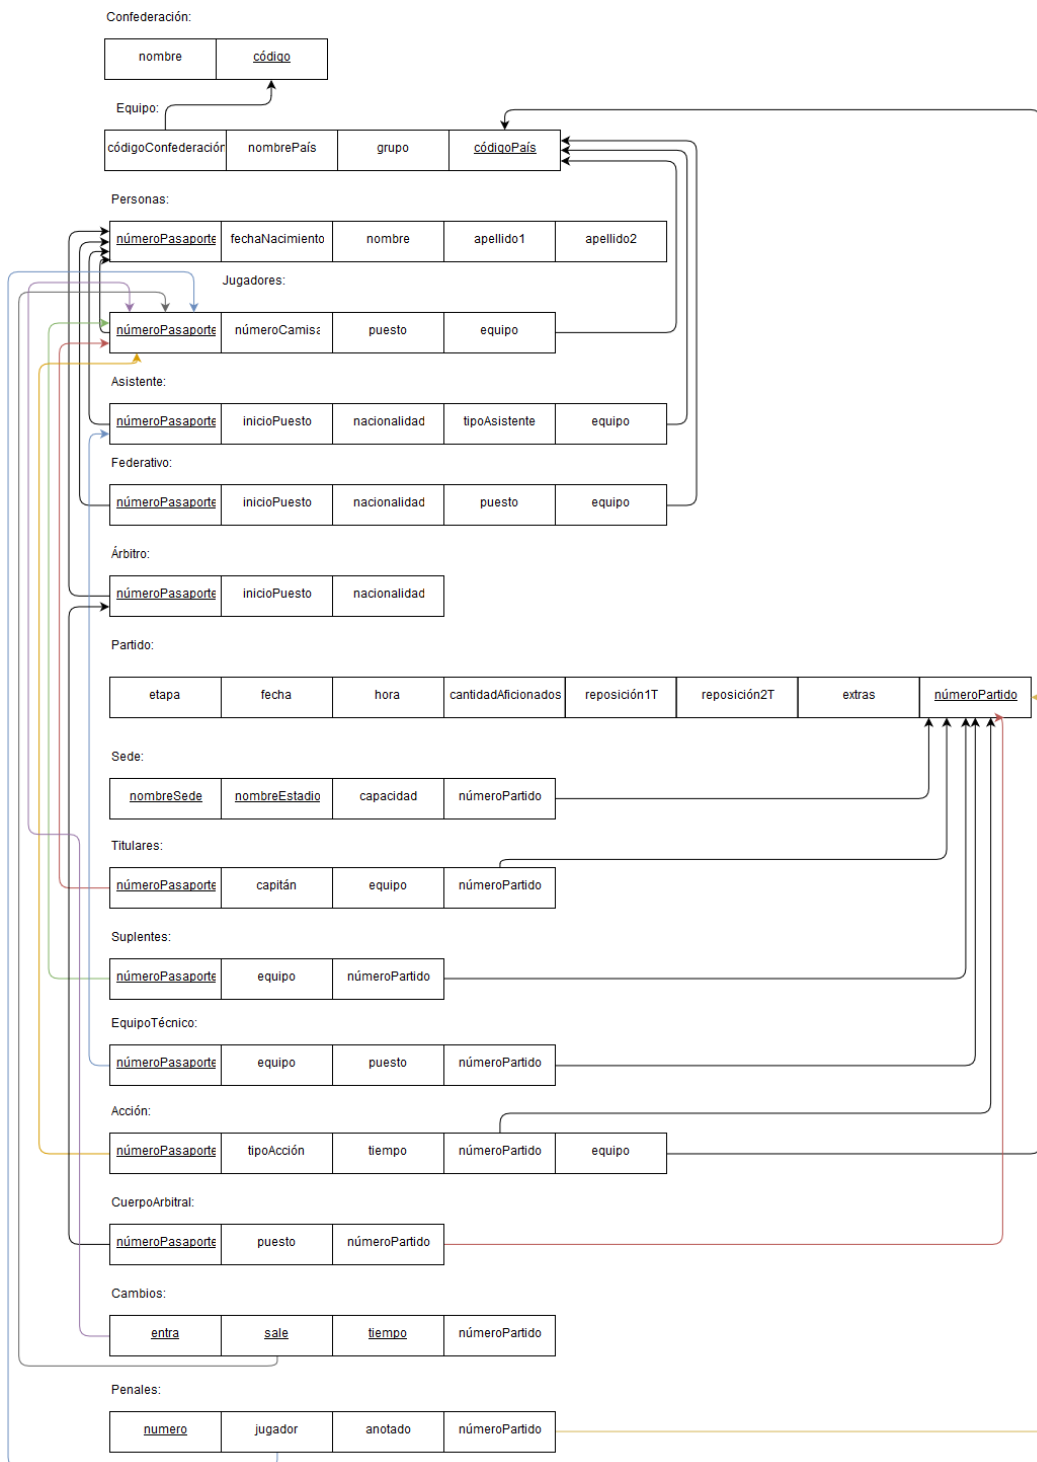 Confederación:
nombre código
Equipo:
códigoConfederación nombrePaís grupo códigoPaís
Personas:
númeroPasaporte fechaNacimiento nombre apellido1 apellido2
Jugadores:
númeroPasaporte númeroCamisa puesto equipo
Asistente:
númeroPasaporte inicioPuesto nacionalidad tipoAsistente equipo
Federativo:
númeroPasaporte inicioPuesto nacionalidad puesto equipo
Árbitro:
númeroPasaporte inicioPuesto nacionalidad
Partido:
etapa fecha hora cantidadAficionados reposición1T reposición2T extras númeroPartido
Sede:
nombreSede nombreEstadio capacidad númeroPartido
Titulares:
númeroPasaporte capitán equipo númeroPartido
Suplentes:
númeroPasaporte equipo númeroPartido
EquipoTécnico:
númeroPasaporte equipo puesto númeroPartido
Acción:
númeroPasaporte tipoAcción tiempo númeroPartido equipo
CuerpoArbitral:
númeroPasaporte puesto númeroPartido
Cambios:
entra sale tiempo númeroPartido
Penales:
numero jugador anotado númeroPartido